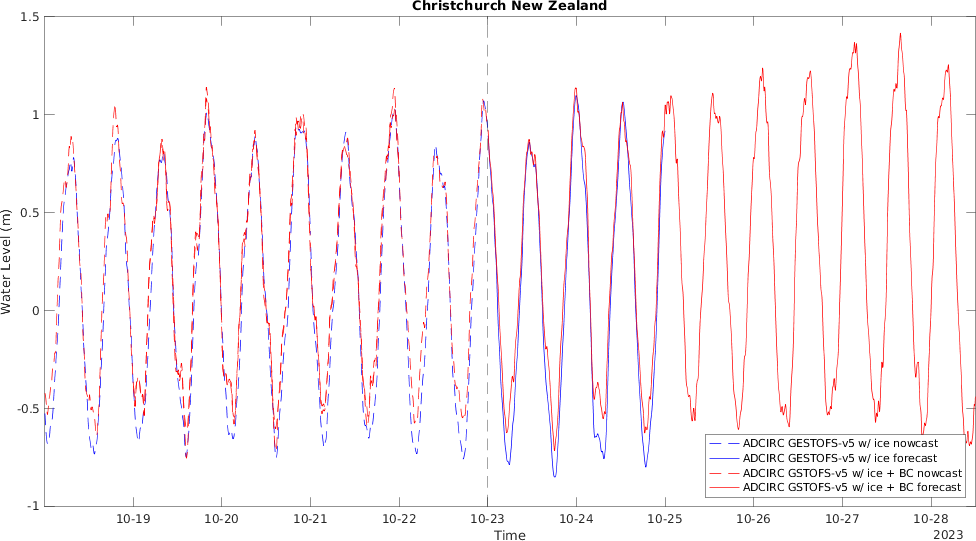 Christchurch New Zealand
1.5
1
0.5
0
-0.5
-1
Water Level (m)
10-19
10-20
10-21
10-22
10-23
10-24
10-25
10-26
10-27
10-28
Time
2023
ADCIRC GESTOFS-v5 w/ ice nowcast
ADCIRC GESTOFS-v5 w/ ice forecast
ADCIRC GSTOFS-v5 w/ ice + BC nowcast
ADCIRC GSTOFS-v5 w/ ice + BC forecast